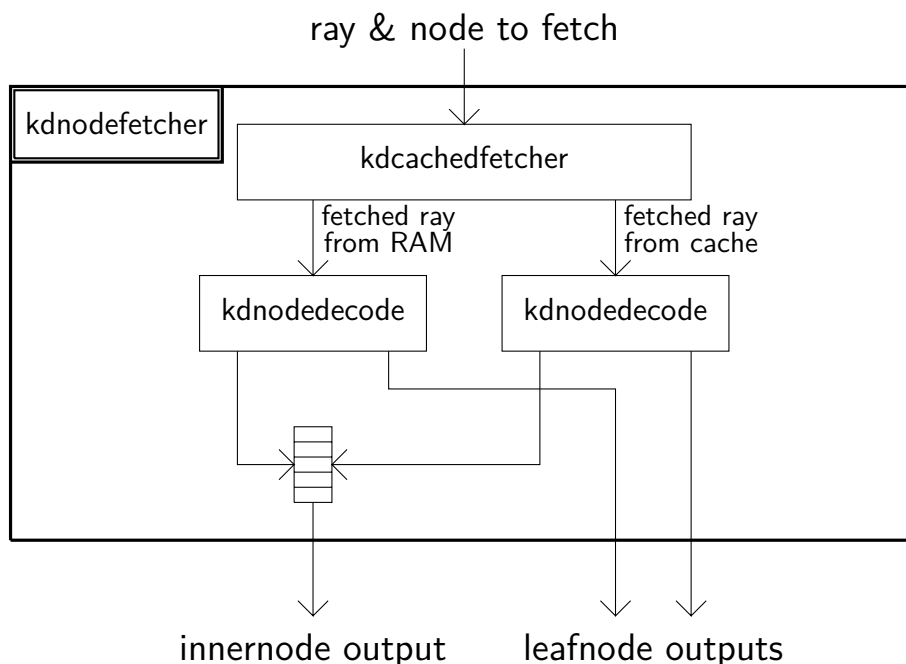 ray & node to fetch
kdnodefetcher
kdcachedfetcher
fetched ray
from RAM
fetched ray
from cache
kdnodedecode
kdnodedecode
innernode output
leafnode outputs